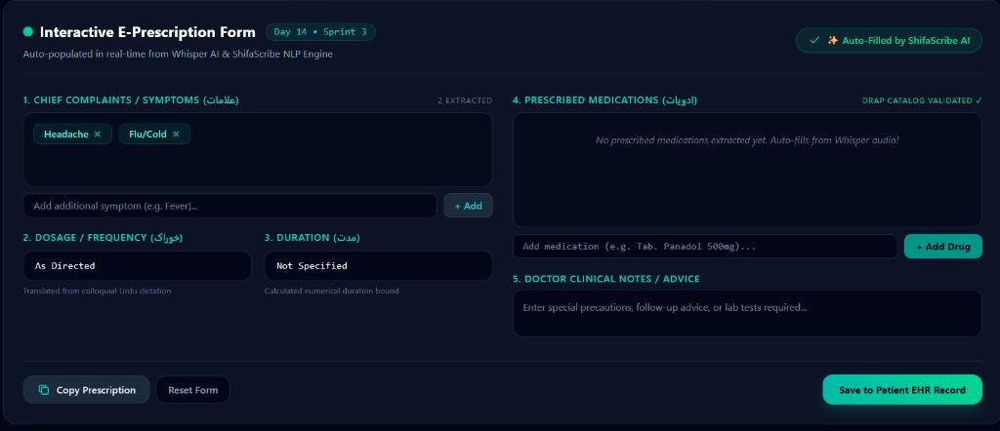 Interactive E-Prescription Form
Day 14 • Sprint 3
Auto-populated in real-time from Whisper AI & ShifaScribe NLP Engine
✓ ✨ Auto-Filled by ShifaScribe AI
1. CHIEF COMPLAINTS / SYMPTOMS (علامات)
2 EXTRACTED
Headache ×
Flu/Cold ×
Add additional symptom (e.g. Fever)...
+ Add
2. DOSAGE / FREQUENCY (خوراک)
As Directed
Translated from colloquial Urdu dictation
3. DURATION (مدت)
Not Specified
Calculated numerical duration bound
4. PRESCRIBED MEDICATIONS (ادویات)
DRAP CATALOG VALIDATED ✓
No prescribed medications extracted yet. Auto-fills from Whisper audio!
Add medication (e.g. Tab. Panadol 500mg)...
+ Add Drug
5. DOCTOR CLINICAL NOTES / ADVICE
Enter special precautions, follow-up advice, or lab tests required...
Copy Prescription
Reset Form
Save to Patient EHR Record